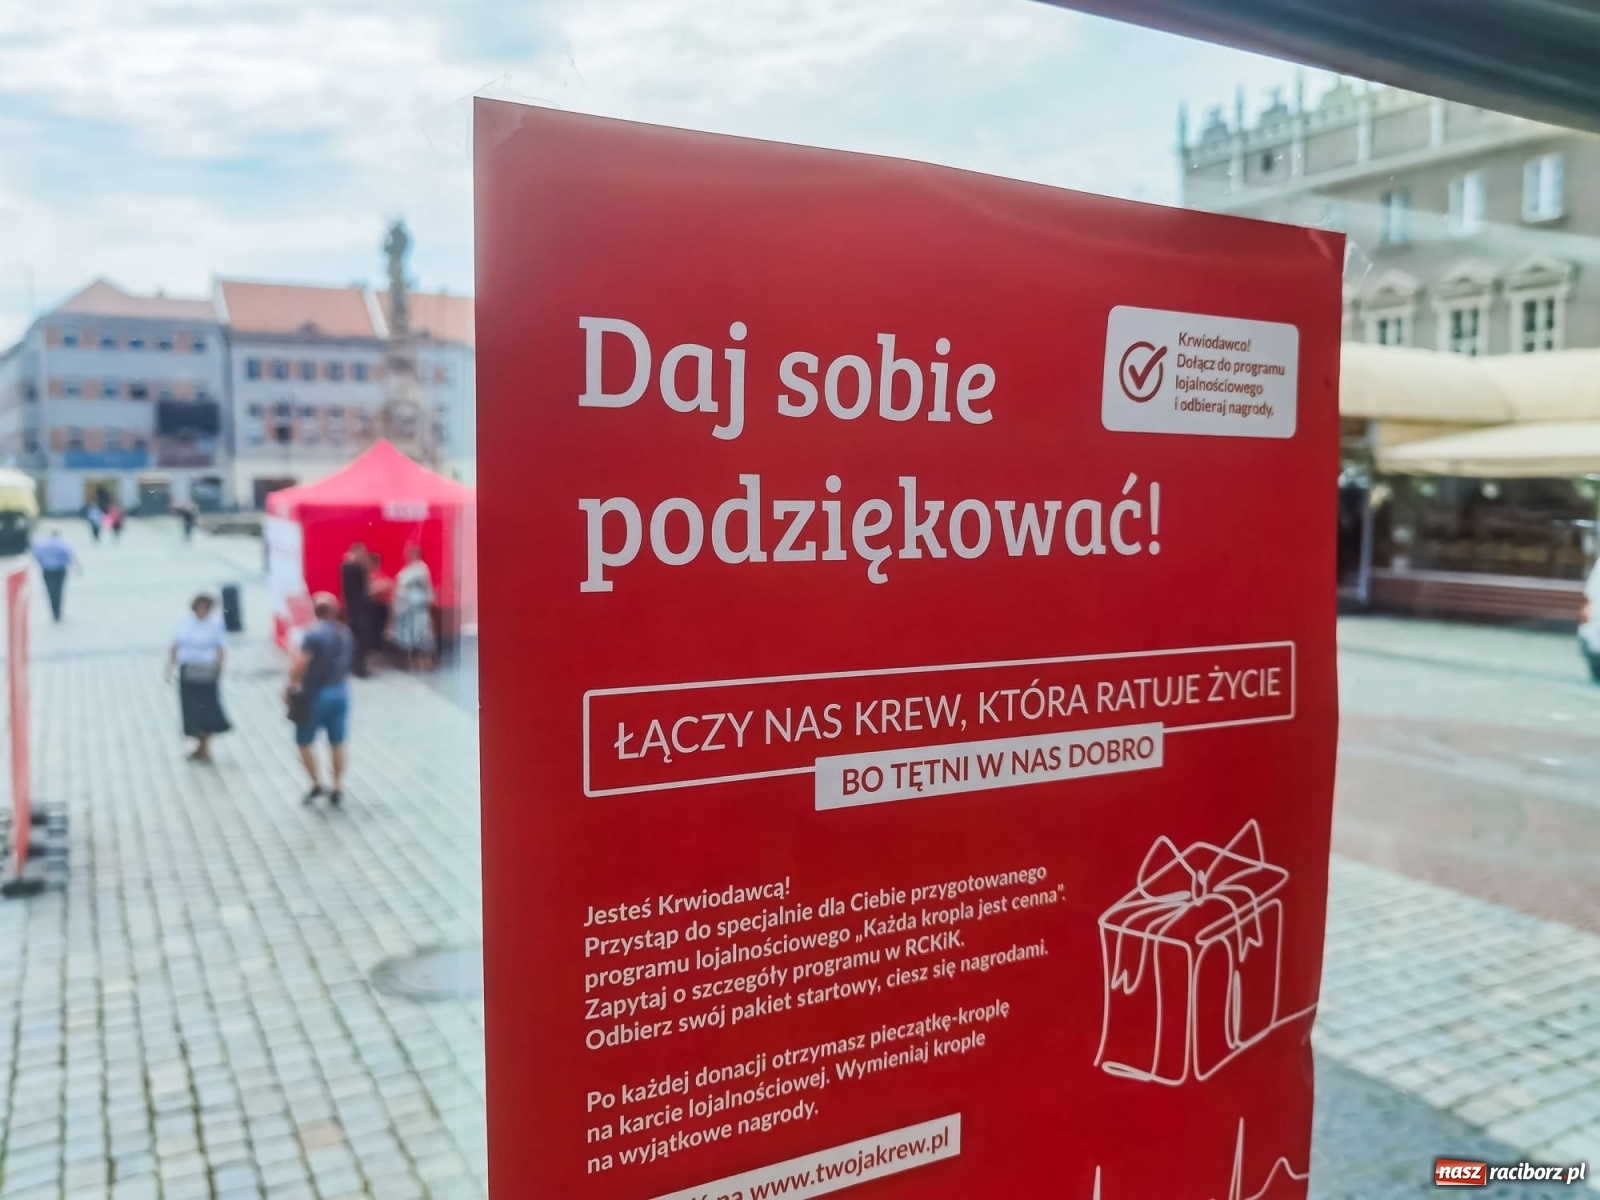 Daj sobie
podziękować!
Krwiodawco!
Dołącz do programu
lojalnościowego
i odbieraj nagrody.
ŁĄCZY NAS KREW, KTÓRA RATUJE ŻYCIE
BO TĘTNI W NAS DOBRO
Jesteś Krwiodawcą!
Przystąp do specjalnie dla Ciebie przygotowanego
programu lojalnościowego „Każda kropla jest cenna”.
Zapytaj o szczegóły programu w RCKiK.
Odbierz swój pakiet startowy, ciesz się nagrodami.
Po każdej donacji otrzymasz pieczątkę-kroplę
na karcie lojalnościowej. Wymieniaj krople
na wyjątkowe nagrody.
na www.twojakrew.pl
nasz raciborz.pl